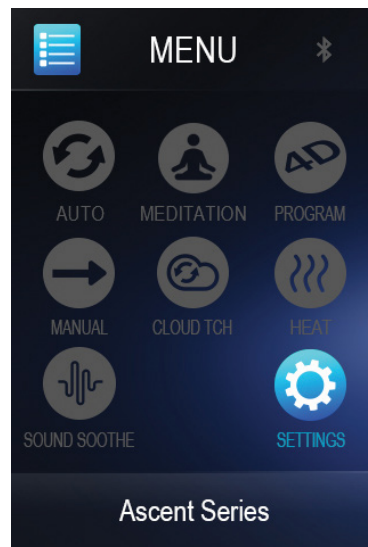 MENU
AUTO MEDITATION PROGRAM
4D
MANUAL CLOUD TCH HEAT
SOUND SOOTHE SETTINGS
Ascent Series